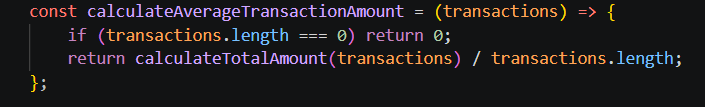 const calculateAverageTransactionAmount = (transactions) => {
    if (transactions.length === 0) return 0;
    return calculateTotalAmount(transactions) / transactions.length;
};